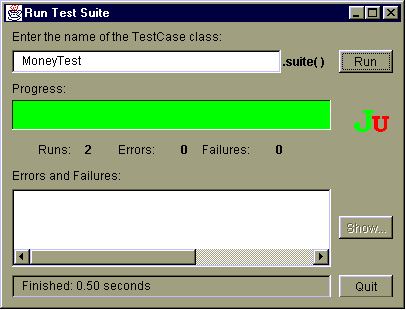 Run Test Suite
Enter the name of the TestCase class:
MoneyTest .suite() Run
Progress:
JU
Runs: 2 Errors: 0 Failures: 0
Errors and Failures:
Show...
Finished: 0.50 seconds Quit